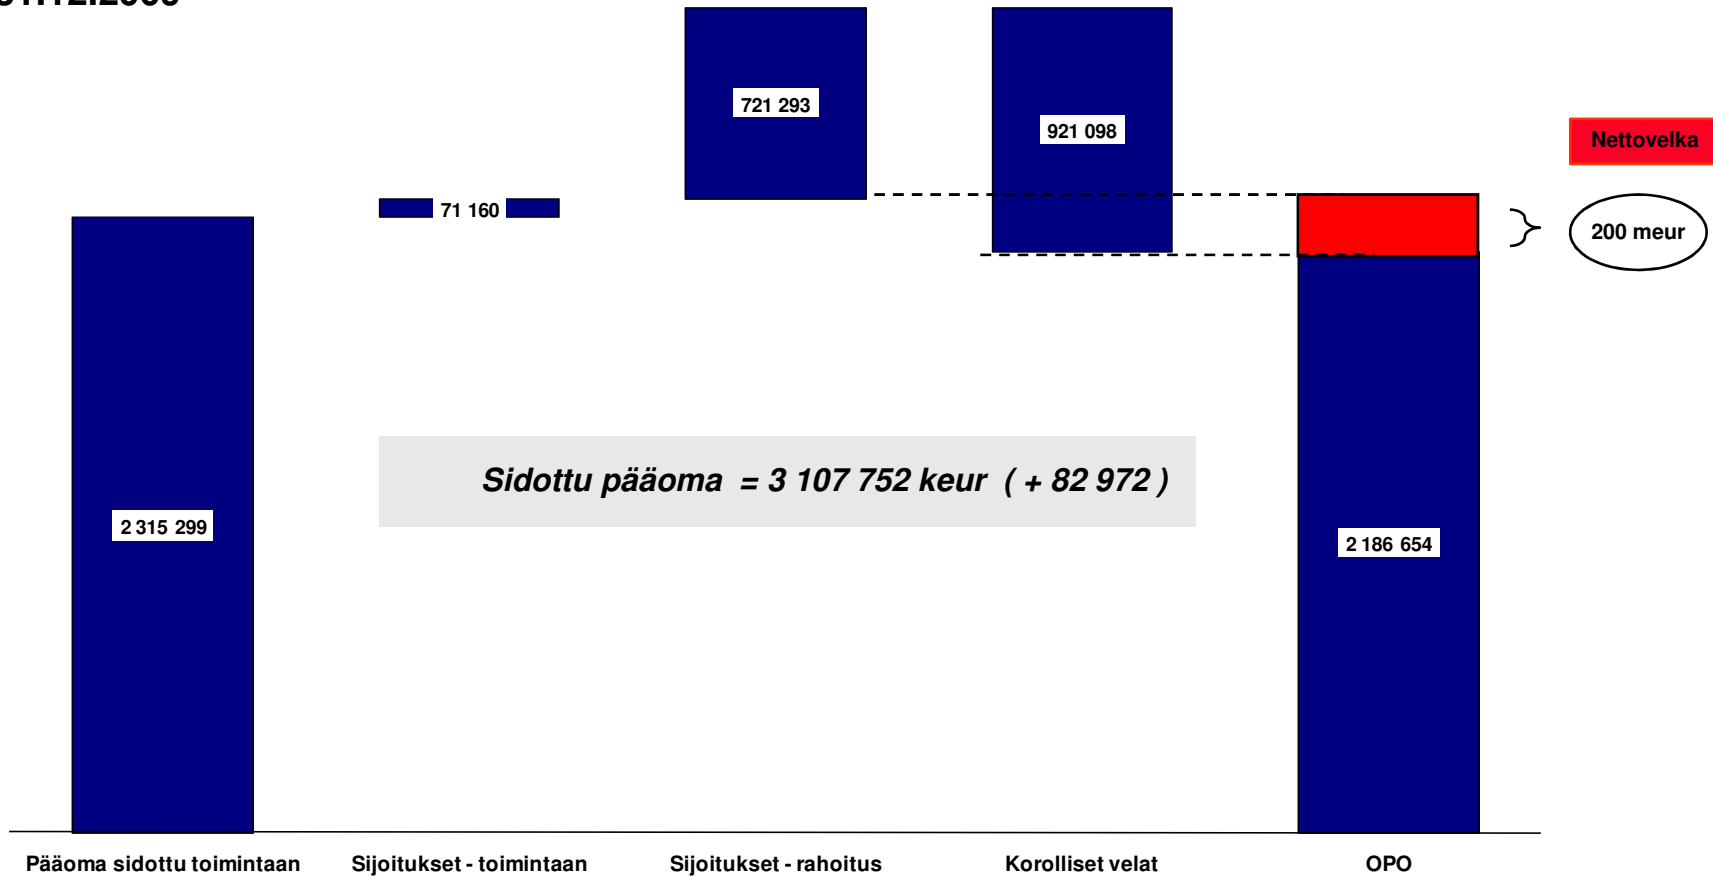 721 293
921 098
Nettovelka
71 160
200 meur
Sidottu pääoma = 3 107 752 keur ( + 82 972 )
2 315 299
2 186 654
Pääoma sidottu toimintaan Sijoitukset - toimintaan Sijoitukset - rahoitus Korolliset velat OPO